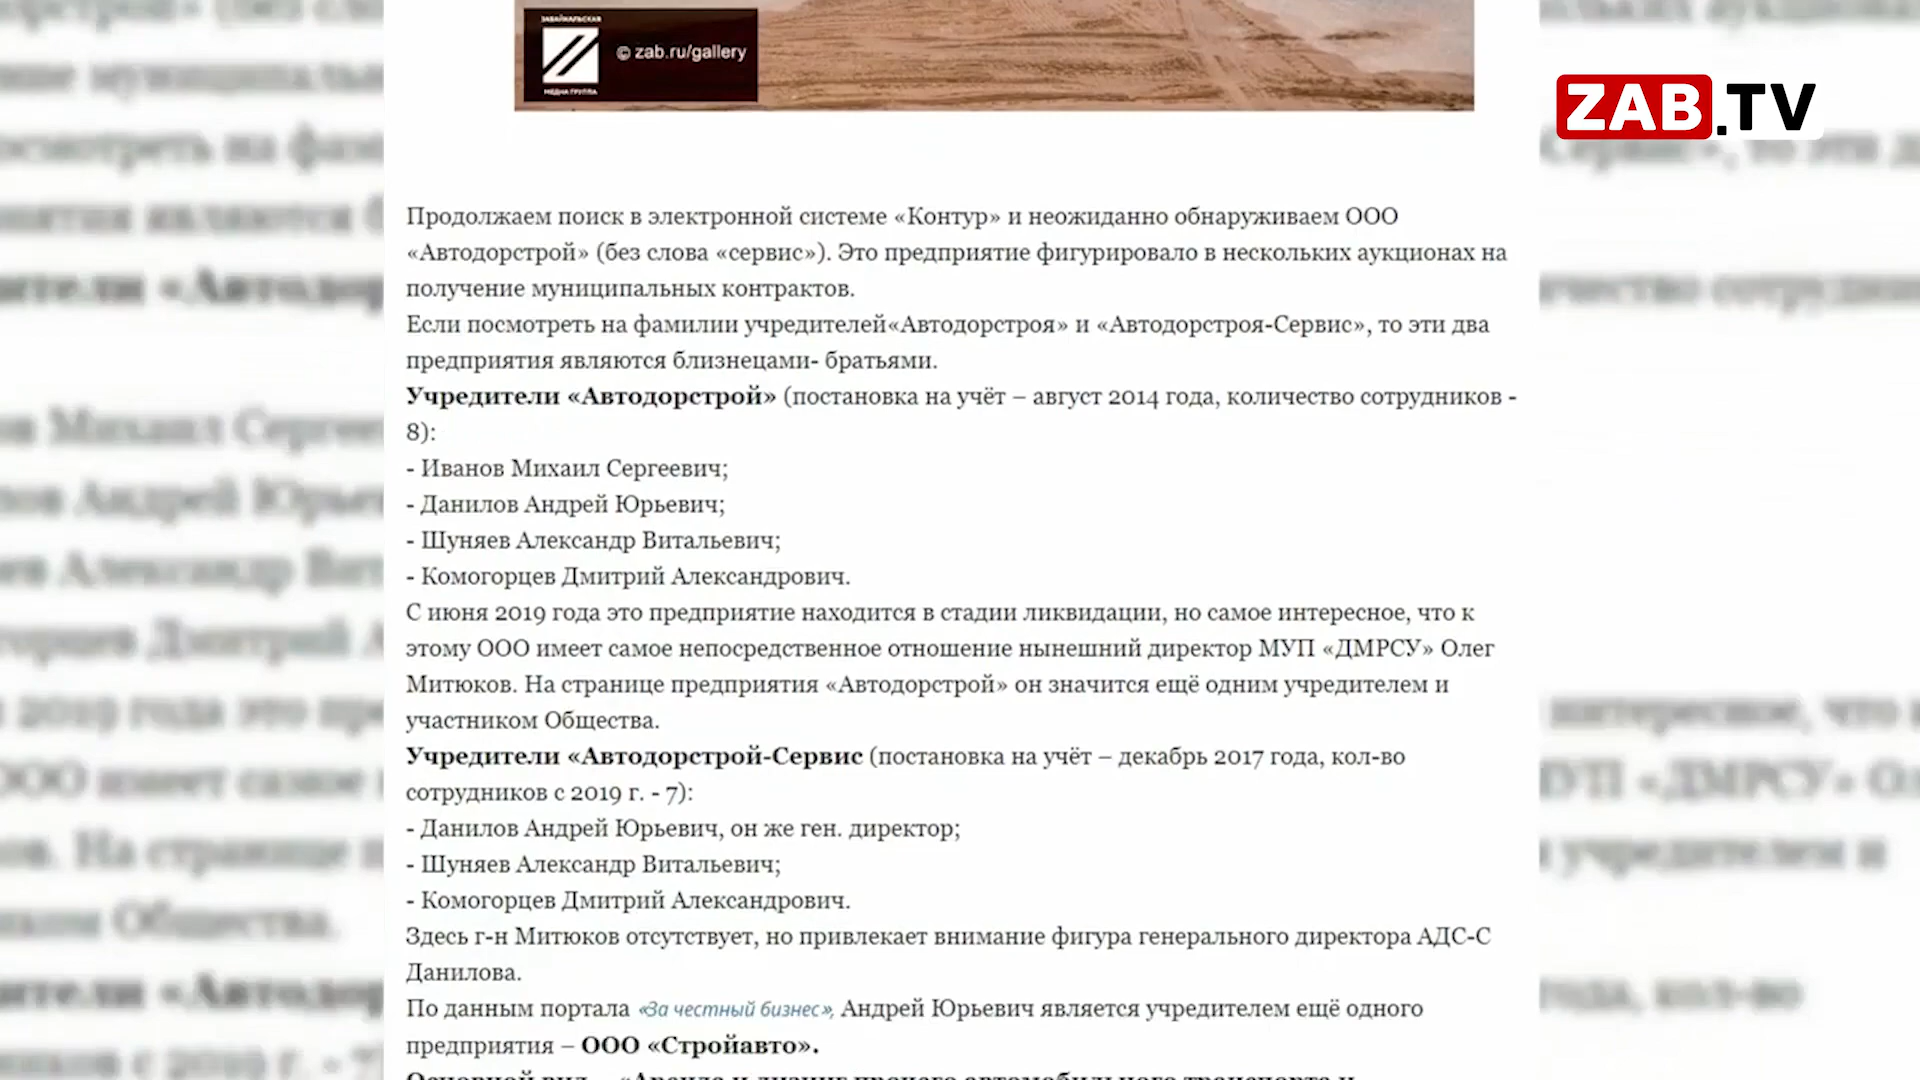 ЗАБАЙКАЛЬСКАЯ
© zab.ru/gallery
МЕДИА ГРУППА
ZAB.TV
Продолжаем поиск в электронной системе «Контур» и неожиданно обнаруживаем ООО
«Автодорстрой» (без слова «сервис»). Это предприятие фигурировало в нескольких аукционах на
получение муниципальных контрактов.
Если посмотреть на фамилии учредителей«Автодорстроя» и «Автодорстроя-Сервис», то эти два
предприятия являются близнецами- братьями.
Учредители «Автодорстрой» (постановка на учёт – август 2014 года, количество сотрудников -
8):
- Иванов Михаил Сергеевич;
- Данилов Андрей Юрьевич;
- Шуняев Александр Витальевич;
- Комогорцев Дмитрий Александрович.
С июня 2019 года это предприятие находится в стадии ликвидации, но самое интересное, что к
этому ООО имеет самое непосредственное отношение нынешний директор МУП «ДМРСУ» Олег
Митюков. На странице предприятия «Автодорстрой» он значится ещё одним учредителем и
участником Общества.
Учредители «Автодорстрой-Сервис (постановка на учёт – декабрь 2017 года, кол-во
сотрудников с 2019 г. - 7):
- Данилов Андрей Юрьевич, он же ген. директор;
- Шуняев Александр Витальевич;
- Комогорцев Дмитрий Александрович.
Здесь г-н Митюков отсутствует, но привлекает внимание фигура генерального директора АДС-С
Данилова.
По данным портала «За честный бизнес», Андрей Юрьевич является учредителем ещё одного
предприятия – ООО «Стройавто».
Основной вид – «Аренда и лизинг прочего автомобильного транспорта и